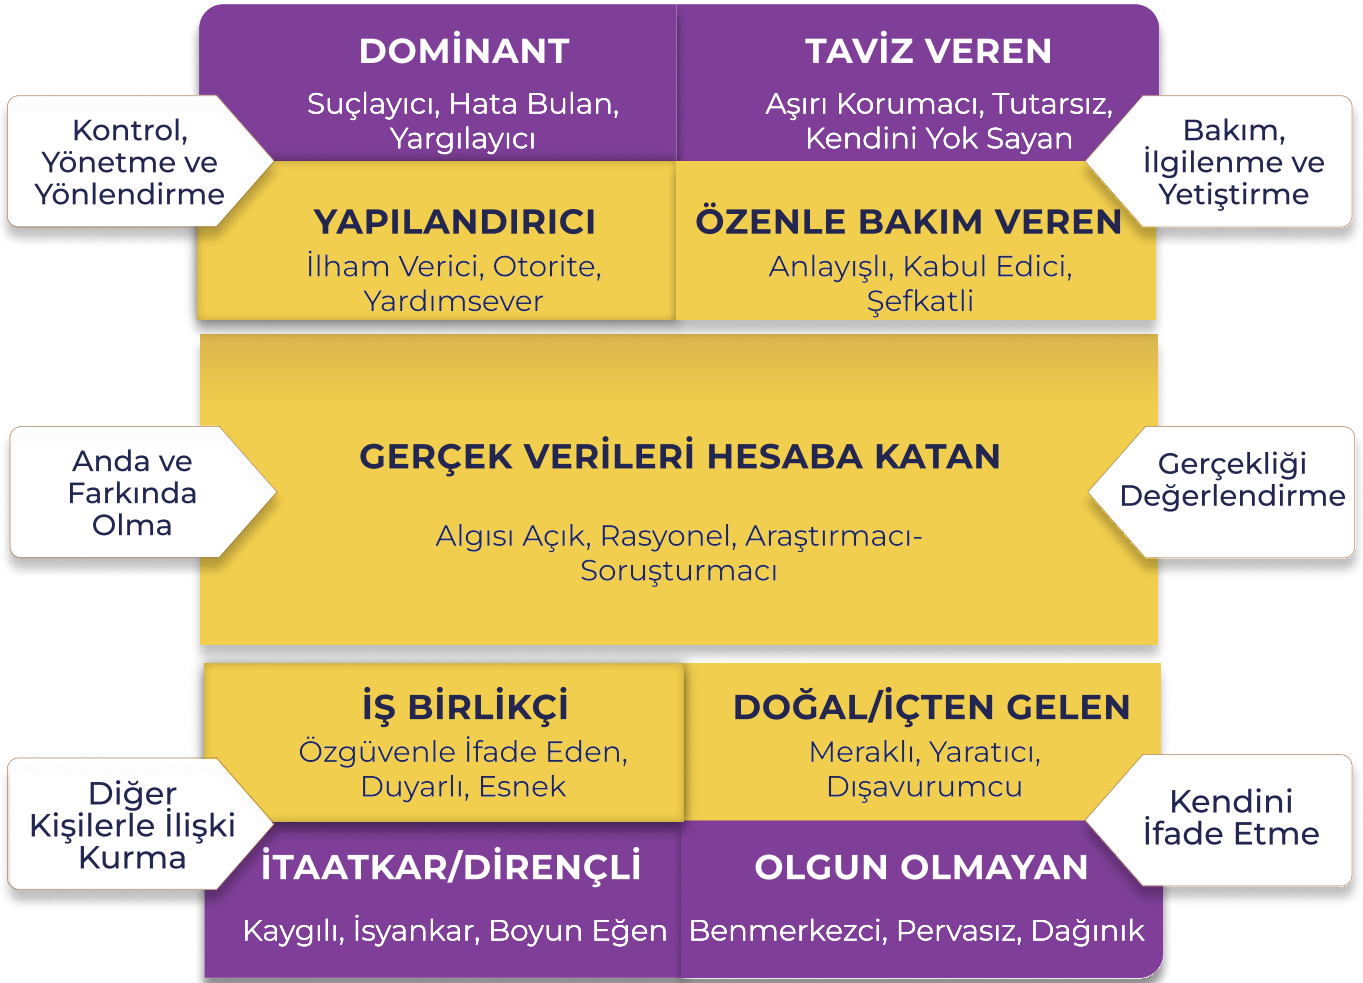 DOMİNANT
Suçlayıcı, Hata Bulan,
Yargılayıcı
TAVİZ VEREN
Aşırı Korumacı, Tutarsız,
Kendini Yok Sayan
Kontrol,
Yönetme ve
Yönlendirme
Bakım,
İlgilenme ve
Yetiştirme
YAPILANDIRICI
İlham Verici, Otorite,
Yardımsever
ÖZENLE BAKIM VEREN
Anlayışlı, Kabul Edici,
Şefkatli
Anda ve
Farkında
Olma
GERÇEK VERİLERİ HESABA KATAN
Algısı Açık, Rasyonel, Araştırmacı-
Soruşturmacı
Gerçekliği
Değerlendirme
İŞ BİRLİKÇİ
Özgüvenle İfade Eden,
Duyarlı, Esnek
DOĞAL/İÇTEN GELEN
Meraklı, Yaratıcı,
Dışavurumcu
Diğer
Kişilerle İlişki
Kurma
Kendini
İfade Etme
İTAATKAR/DİRENÇLİ
Kaygılı, İsyankar, Boyun Eğen
OLGUN OLMAYAN
Benmerkezci, Pervasız, Dağınık